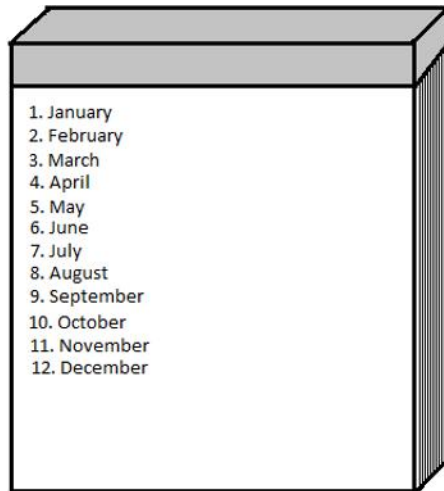 1. January
2. February
3. March
4. April
5. May
6. June
7. July
8. August
9. September
10. October
11. November
12. December